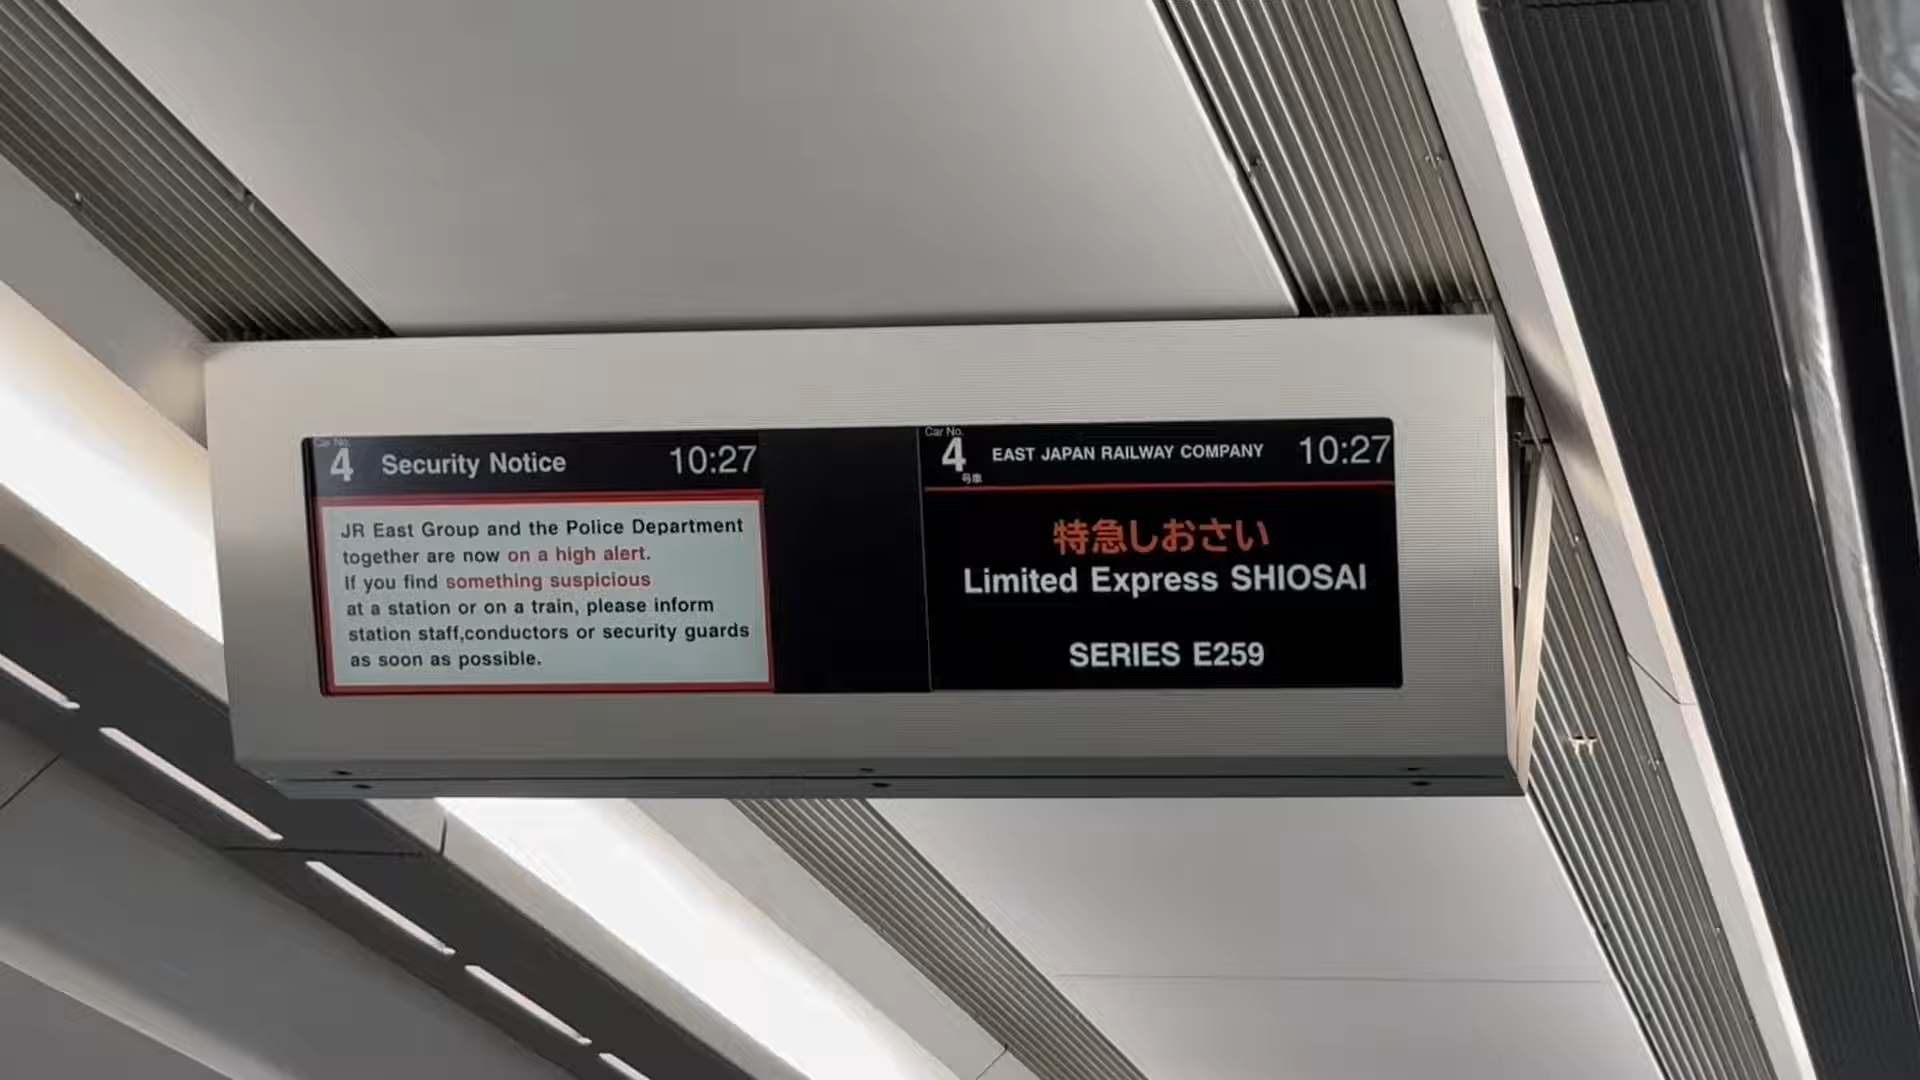 Car No.
4 Security Notice 10:27
JR East Group and the Police Department
together are now on a high alert.
If you find something suspicious
at a station or on a train, please inform
station staff,conductors or security guards
as soon as possible.
Car No.
4 EAST JAPAN RAILWAY COMPANY 10:27
号車
特急しおさい
Limited Express SHIOSAI
SERIES E259